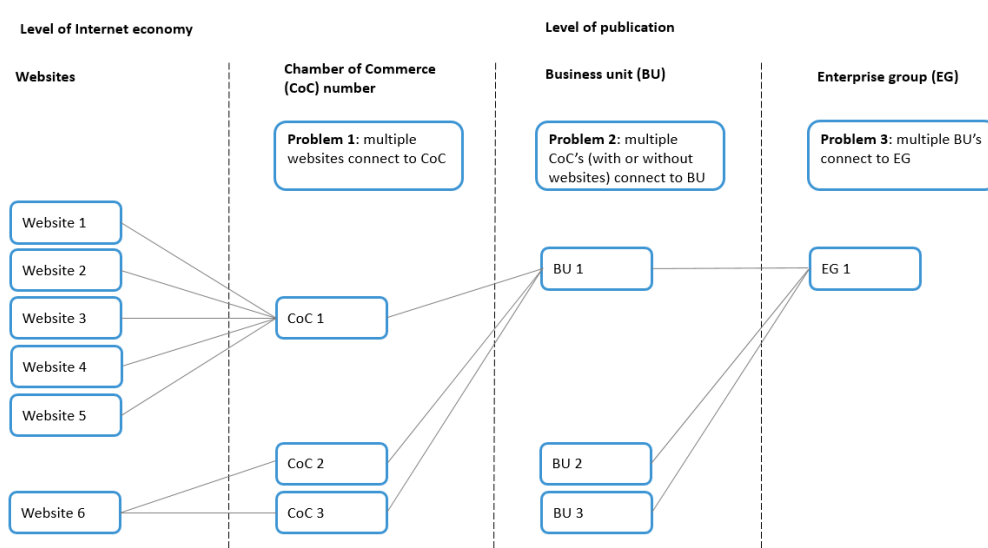 Level of Internet economy
Level of publication
Websites
Chamber of Commerce
(CoC) number
Business unit (BU)
Enterprise group (EG)
Problem 1: multiple
websites connect to CoC
Problem 2: multiple
CoC's (with or without
websites) connect to BU
Problem 3: multiple BU's
connect to EG
Website 1
Website 2
Website 3
Website 4
Website 5
Website 6
CoC 1
CoC 2
CoC 3
BU 1
BU 2
BU 3
EG 1